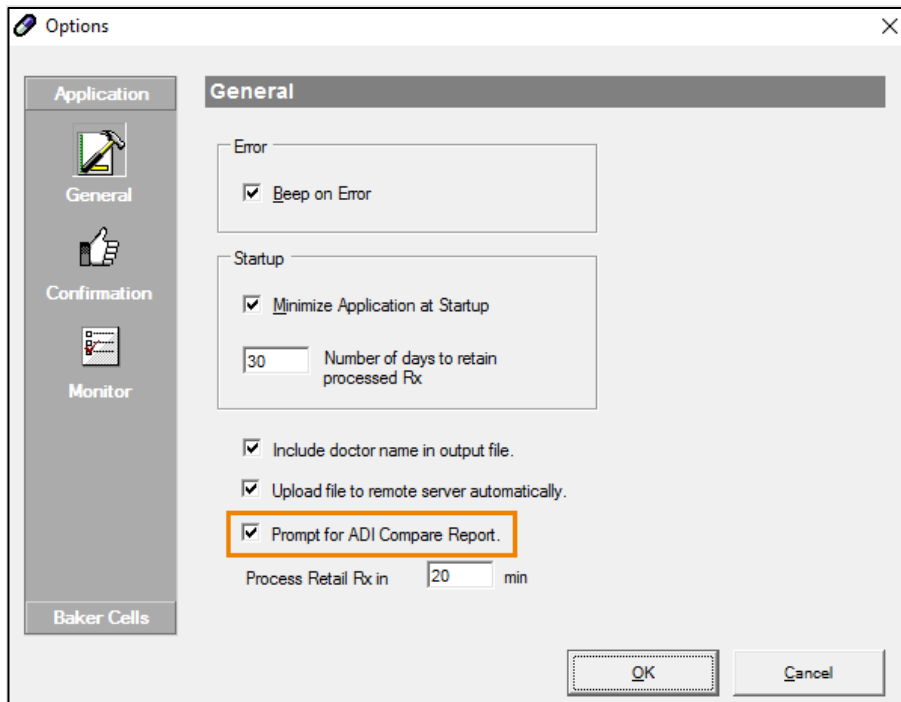 Options
Application
General
Confirmation
Monitor
Baker Cells
General
Error
Beep on Error
Startup
Minimize Application at Startup
30
Number of days to retain
processed Rx
Include doctor name in output file.
Upload file to remote server automatically.
Prompt for ADI Compare Report.
Process Retail Rx in 20 min
OK
Cancel